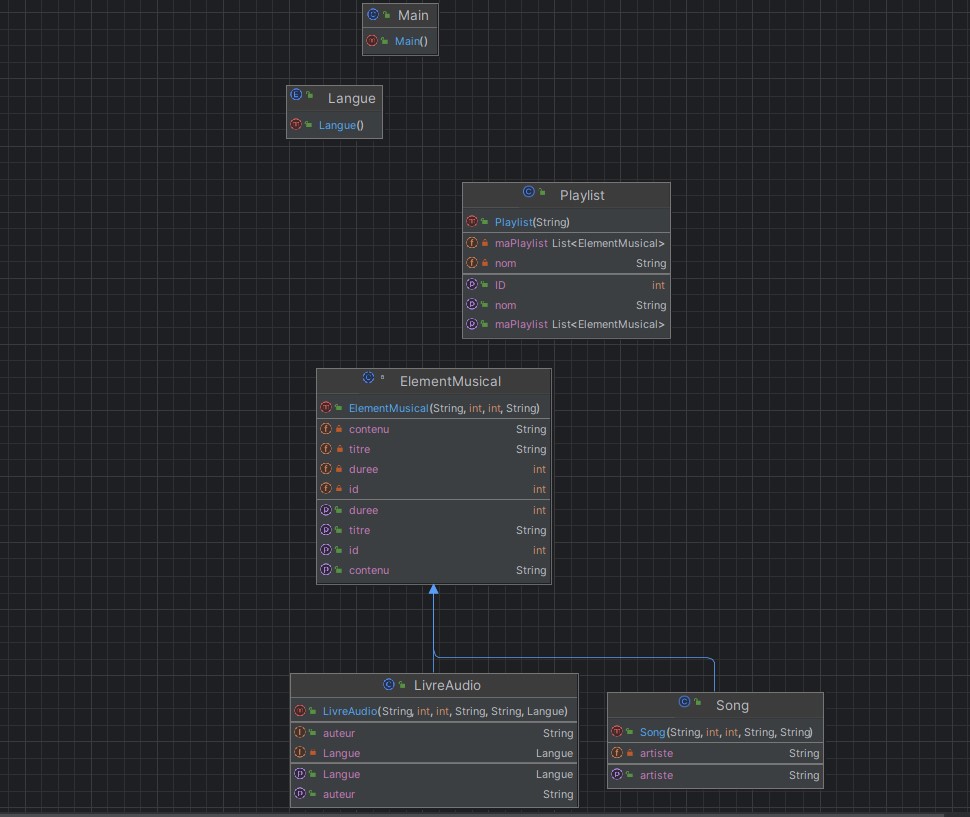 Main
Main()
Langue
Langue()
Playlist
Playlist(String)
maPlaylist List<ElementMusical>
nom String
ID int
nom String
maPlaylist List<ElementMusical>
ElementMusical
ElementMusical(String, int, int, String)
contenu String
titre String
duree int
id int
duree int
titre String
id int
contenu String
LivreAudio
LivreAudio(String, int, int, String, String, Langue)
auteur String
Langue Langue
Langue Langue
auteur String
Song
Song(String, int, int, String, String)
artiste String
artiste String